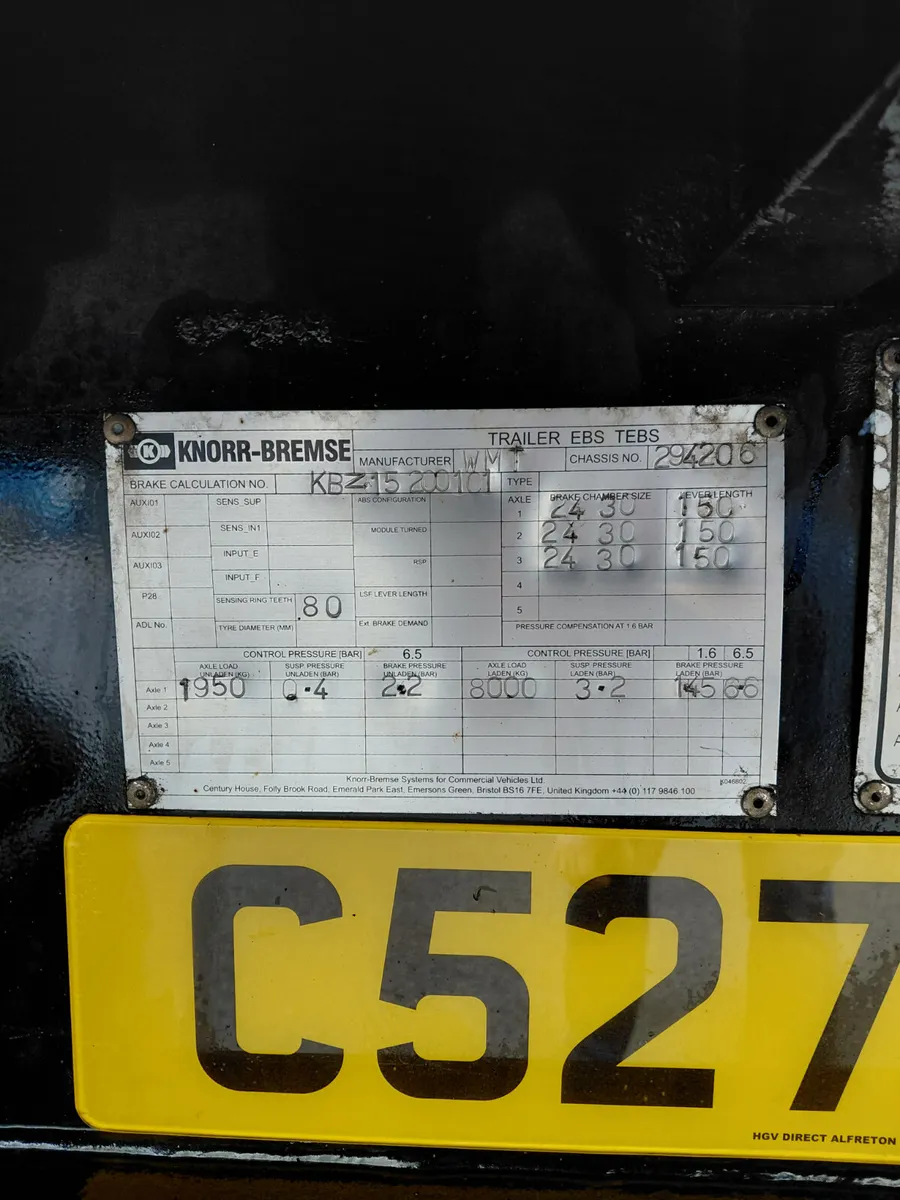 KNORR-BREMSE
TRAILER EBS TEBS
MANUFACTURER WMT CHASSIS NO. 294206
BRAKE CALCULATION NO. TYPE
AUXI01 SENS_SUP ABS CONFIGURATION AXLE BRAKE CHAMBER SIZE LEVER LENGTH
1 24 30 150
AUXI02 SENS_IN1 MODULE TURNED 2 24 30 150
AUXI03 INPUT_E RSP 3 24 30 150
INPUT_F 4
P28 SENSING RING TEETH 80 LSF LEVER LENGTH 5
ADL No. TYRE DIAMETER (MM) Ext. BRAKE DEMAND PRESSURE COMPENSATION AT 1.6 BAR
CONTROL PRESSURE [BAR] 6.5 CONTROL PRESSURE [BAR] 1.6 6.5
AXLE LOAD UNLADEN (KG) SUSP. PRESSURE UNLADEN (BAR) BRAKE PRESSURE UNLADEN (BAR) AXLE LOAD LADEN (KG) SUSP. PRESSURE LADEN (BAR) BRAKE PRESSURE LADEN (BAR)
Axle 1 1950 0.4 2.2 8000 3.2
Axle 2
Axle 3
Axle 4
Axle 5
Knorr-Bremse Systems for Commercial Vehicles Ltd
K046802
Century House, Folly Brook Road, Emerald Park East, Emersons Green, Bristol BS16 7FE, United Kingdom +44 (0) 117 9846 100
C527
HGV DIRECT ALFRETON